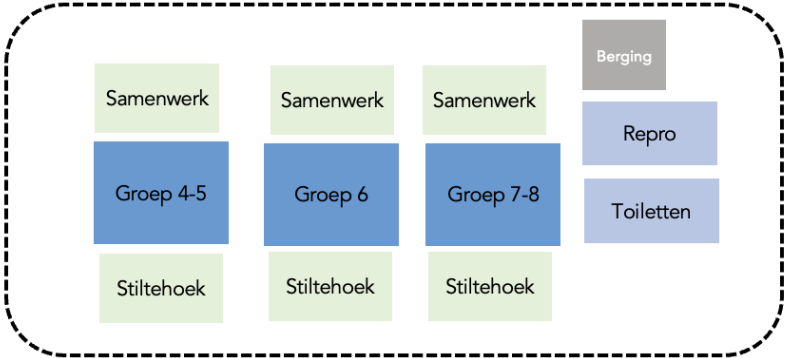 Berging
Samenwerk
Samenwerk
Samenwerk
Repro
Groep 4-5
Groep 6
Groep 7-8
Toiletten
Stiltehoek
Stiltehoek
Stiltehoek